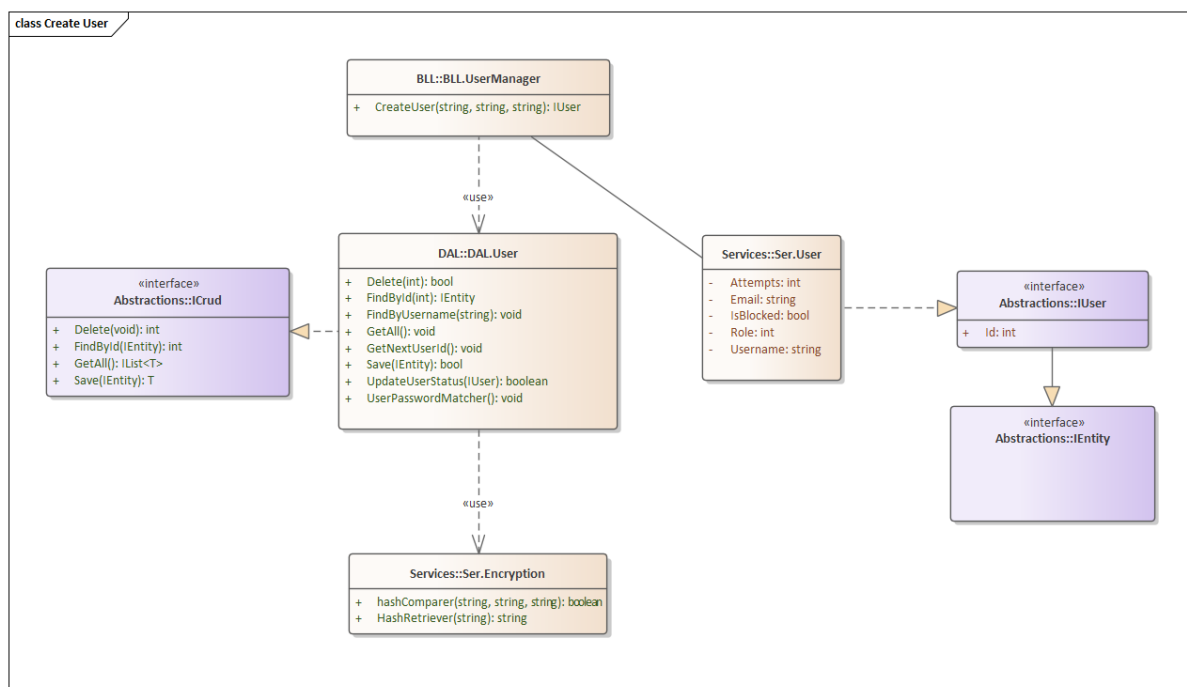 class Create User
BLL::BLL.UserManager
+ CreateUser(string, string, string): IUser
«use»
DAL::DAL.User
+ Delete(int): bool
+ FindById(int): IEntity
+ FindByUsername(string): void
+ GetAll(): void
+ GetNextUserId(): void
+ Save(IEntity): bool
+ UpdateUserStatus(IUser): boolean
+ UserPasswordMatcher(): void
Services::Ser.User
- Attempts: int
- Email: string
- IsBlocked: bool
- Role: int
- Username: string
«interface»
Abstractions::ICrud
+ Delete(void): int
+ FindById(IEntity): int
+ GetAll(): IList<T>
+ Save(IEntity): T
«interface»
Abstractions::IUser
+ Id: int
«interface»
Abstractions::IEntity
«use»
Services::Ser.Encryption
+ hashComparer(string, string, string): boolean
+ HashRetriever(string): string